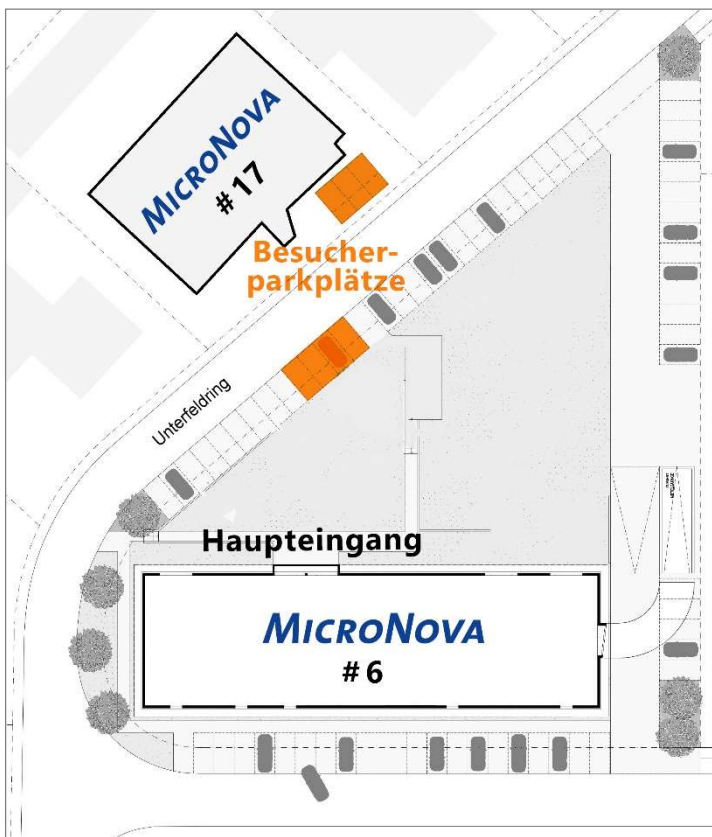 MICRONOVA
# 17
Besucher-
parkplätze
Unterfeldring
Haupteingang
MICRONOVA
# 6